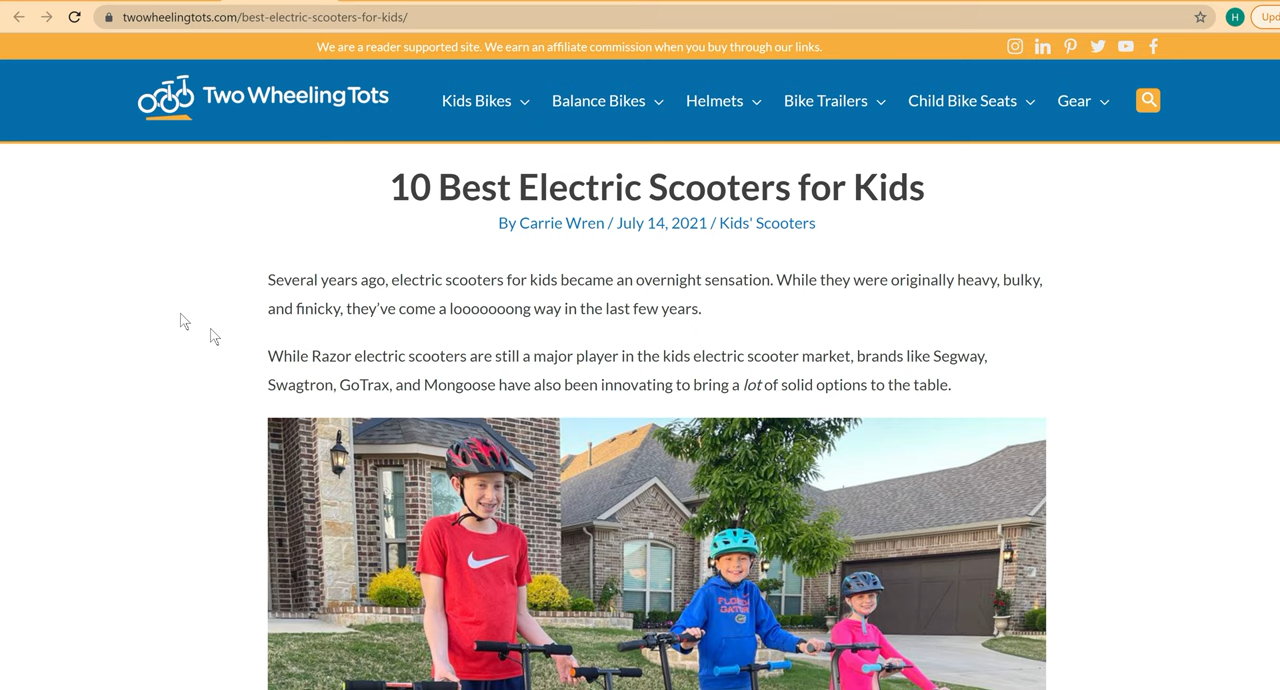 twowheelingtots.com/best-electric-scooters-for-kids/
H
Upd
We are a reader supported site. We earn an affiliate commission when you buy through our links.
Two Wheeling Tots
Kids Bikes
Balance Bikes
Helmets
Bike Trailers
Child Bike Seats
Gear
10 Best Electric Scooters for Kids
By Carrie Wren / July 14, 2021 / Kids' Scooters
Several years ago, electric scooters for kids became an overnight sensation. While they were originally heavy, bulky,
and finicky, they've come a looooooong way in the last few years.
While Razor electric scooters are still a major player in the kids electric scooter market, brands like Segway,
Swagtron, GoTrax, and Mongoose have also been innovating to bring a lot of solid options to the table.
FLORIDA
GATORS